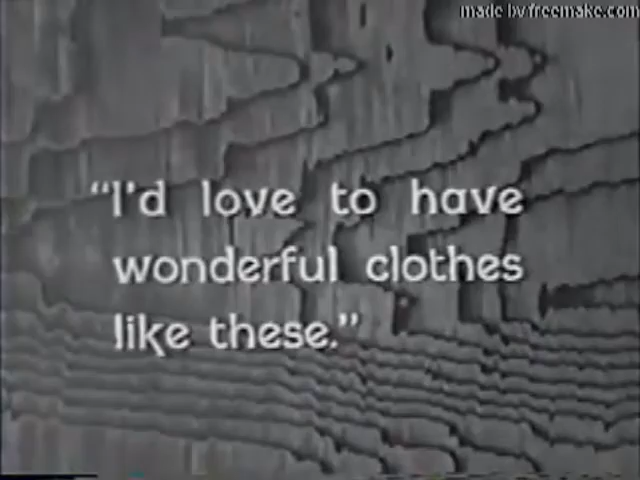 made by freemake.com
“I'd love to have
wonderful clothes
like these.”